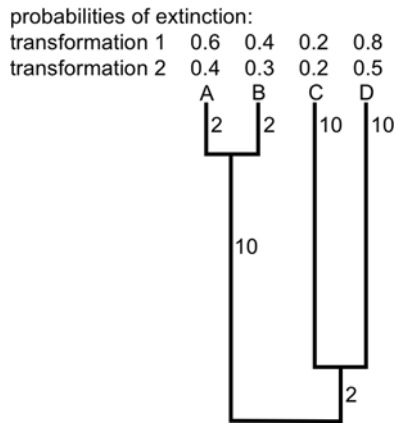 probabilities of extinction:
transformation 1 0.6 0.4 0.2 0.8
transformation 2 0.4 0.3 0.2 0.5
A B C D
2 2 10 10
10
2